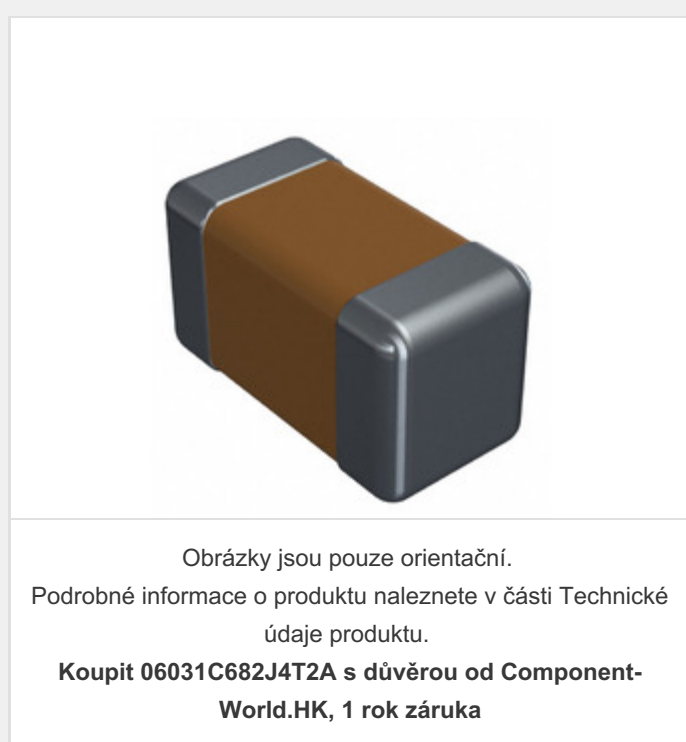 Obrázky jsou pouze orientační.
Podrobné informace o produktu naleznete v části Technické
údaje produktu.
Koupit 06031C682J4T2A s důvěrou od Component-
World.HK, 1 rok záruka